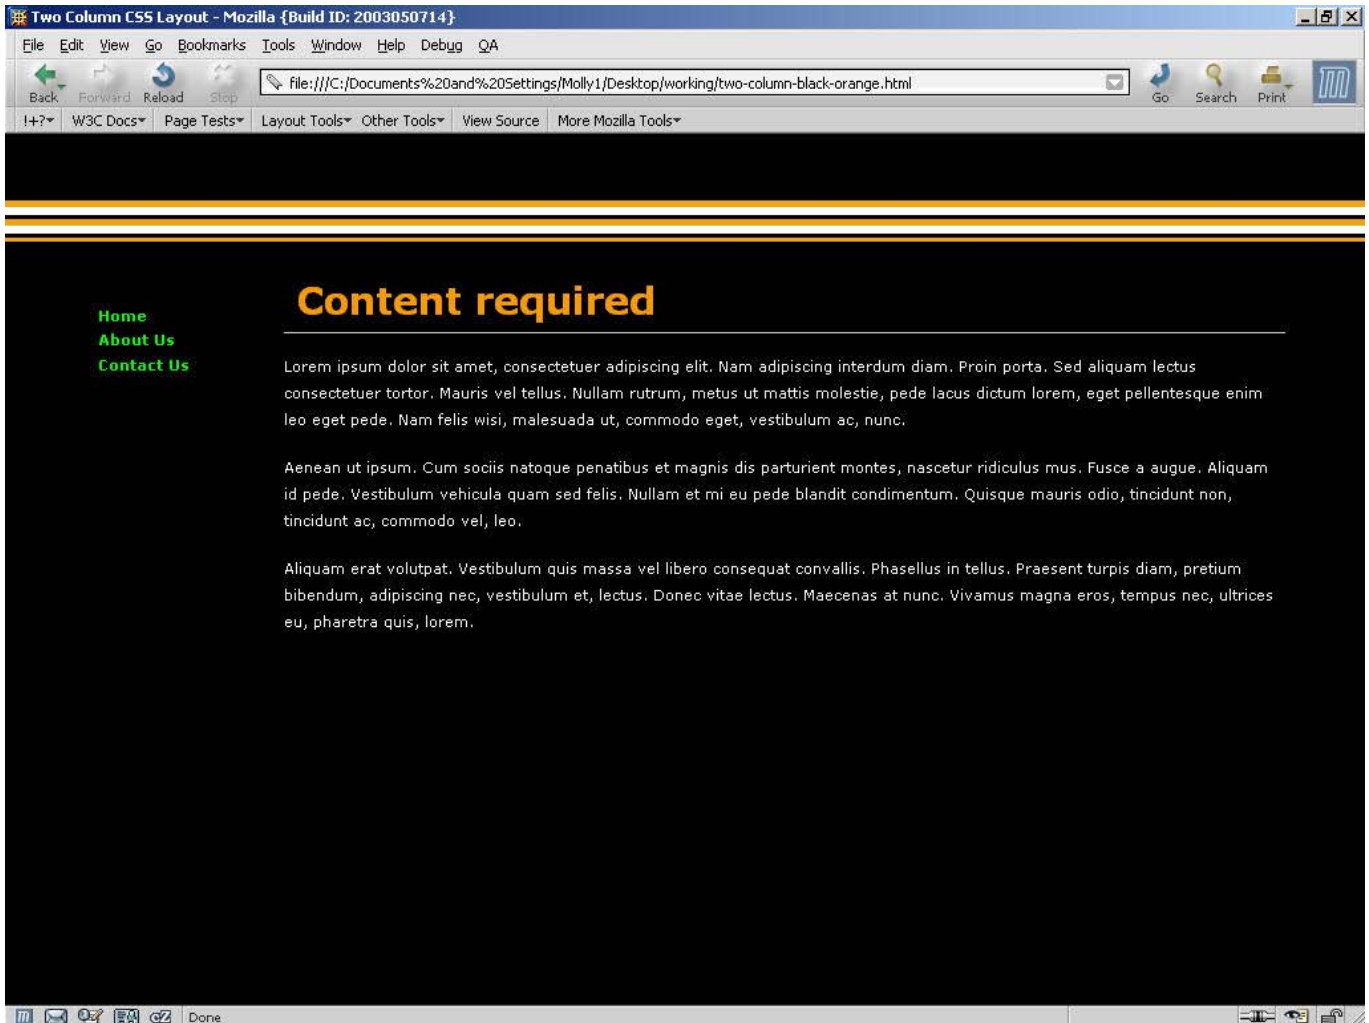 Two Column CSS Layout - Mozilla {Build ID: 2003050714}
File Edit View Go Bookmarks Tools Window Help Debug QA
file:///C:/Documents%20and%20Settings/Molly1/Desktop/working/two-column-black-orange.html
Back Forward Reload Stop Go Search Print
!+? W3C Docs Page Tests Layout Tools Other Tools View Source More Mozilla Tools
Home
About Us
Contact Us
Content required
Lorem ipsum dolor sit amet, consectetuer adipiscing elit. Nam adipiscing interdum diam. Proin porta. Sed aliquam lectus
consectetuer tortor. Mauris vel tellus. Nullam rutrum, metus ut mattis molestie, pede lacus dictum lorem, eget pellentesque enim
leo eget pede. Nam felis wisi, malesuada ut, commodo eget, vestibulum ac, nunc.
Aenean ut ipsum. Cum sociis natoque penatibus et magnis dis parturient montes, nascetur ridiculus mus. Fusce a augue. Aliquam
id pede. Vestibulum vehicula quam sed felis. Nullam et mi eu pede blandit condimentum. Quisque mauris odio, tincidunt non,
tincidunt ac, commodo vel, leo.
Aliquam erat volutpat. Vestibulum quis massa vel libero consequat convallis. Phasellus in tellus. Praesent turpis diam, pretium
bibendum, adipiscing nec, vestibulum et, lectus. Donec vitae lectus. Maecenas at nunc. Vivamus magna eros, tempus nec, ultrices
eu, pharetra quis, lorem.
Done